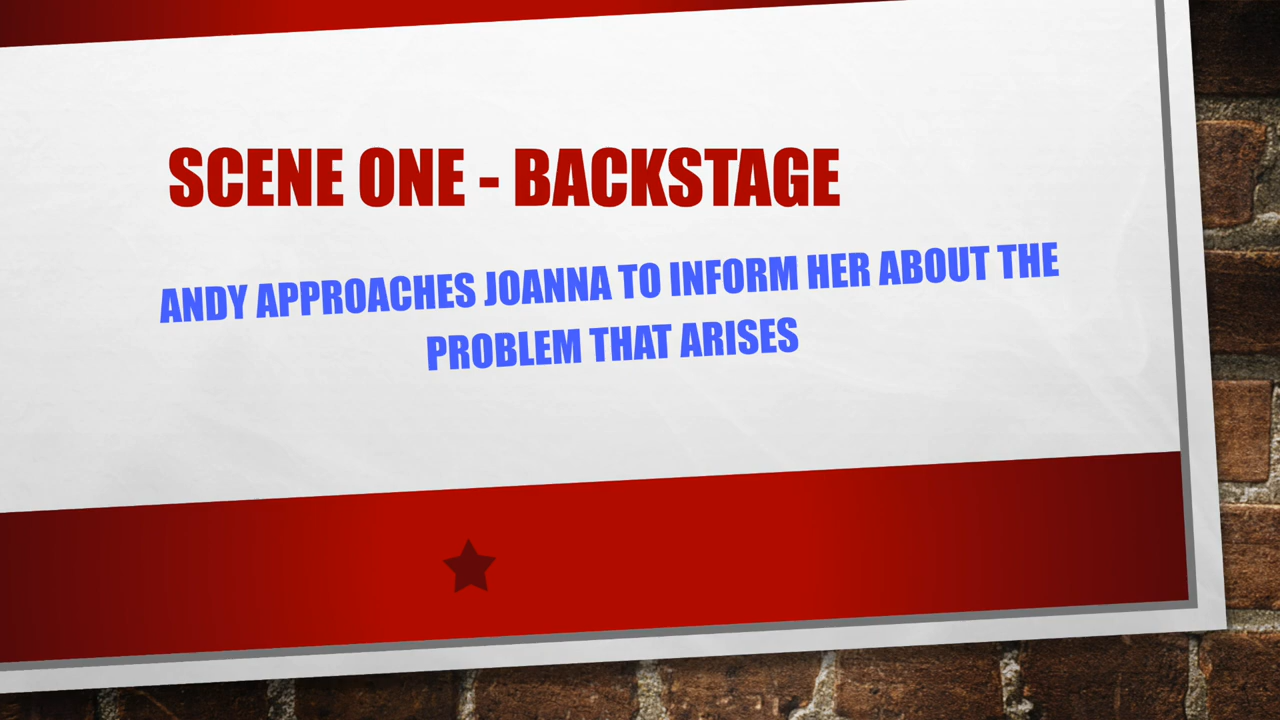 SCENE ONE - BACKSTAGE
ANDY APPROACHES JOANNA TO INFORM HER ABOUT THE
PROBLEM THAT ARISES